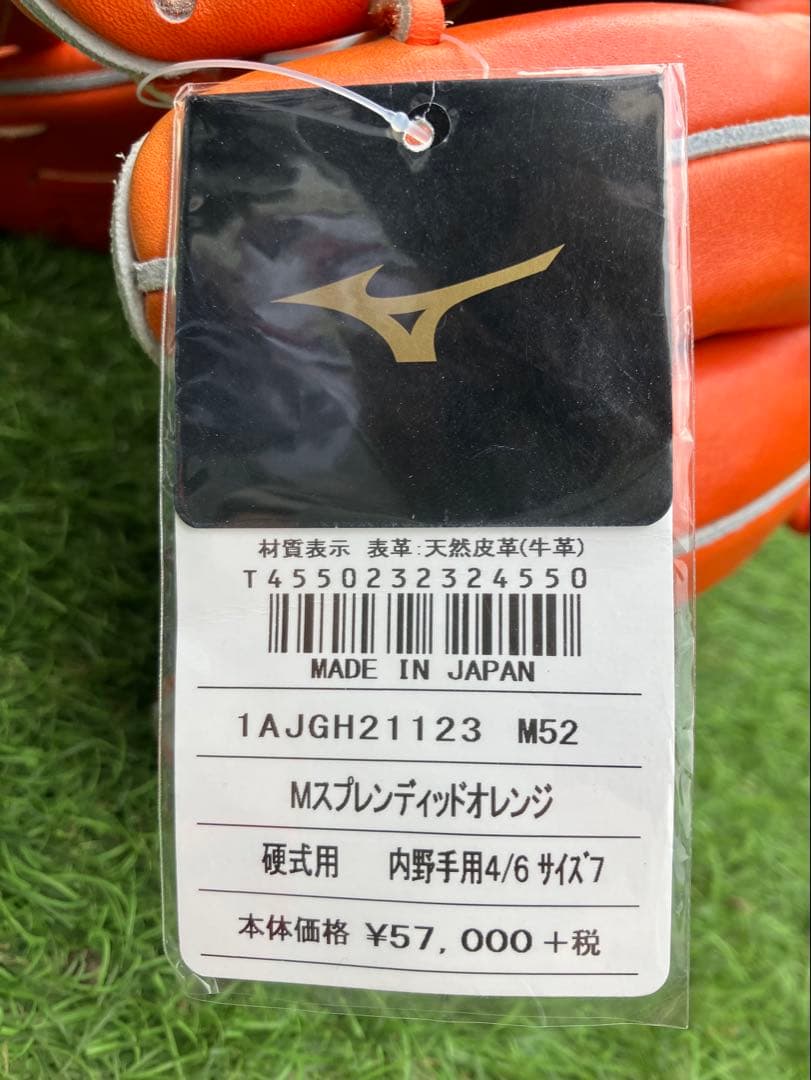 材質表示 表革:天然皮革(牛革)
T4550232324550
MADE IN JAPAN
1AJGH21123 M52
Mスプレンディッドオレンジ
硬式用 内野手用4/6 サイズ7
本体価格 ¥57,000+税